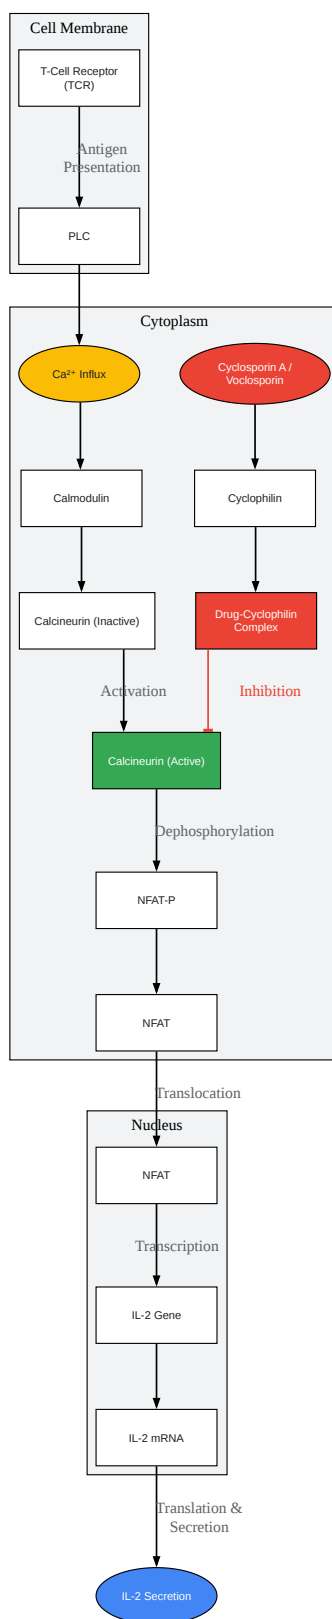 Cell Membrane
T-Cell Receptor
(TCR)
Antigen
Presentation
PLC
Cytoplasm
Ca²⁺ Influx
Cyclosporin A /
Voclosporin
Calmodulin
Cyclophilin
Calcineurin (Inactive)
Drug-Cyclophilin
Complex
Activation
Inhibition
Calcineurin (Active)
Dephosphorylation
NFAT-P
NFAT
Translocation
Nucleus
NFAT
Transcription
IL-2 Gene
IL-2 mRNA
Translation &
Secretion
IL-2 Secretion